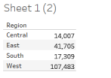 Sheet 1 (2)
Region
Central 14,007
East 41,705
South 17,309
West 107,483